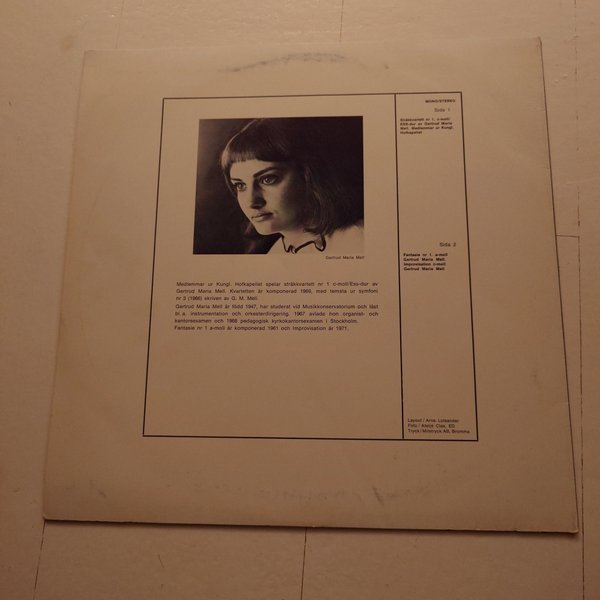 MONO/STEREO
Sida 1
Stråkkvartett nr 1, c-moll/
ESS-dur av Gertrud Maria
Mell. Medlemmar ur Kungl.
Hofkapellet
Gertrud Maria Mell
Sida 2
Fantasie nr 1. a-moll
Gertrud Maria Mell.
Improvisation c-moll
Gertrud Maria Mell
Medlemmar ur Kungl. Hofkapellet spelar stråkkvartett nr 1 c-moll/Ess-dur av
Gertrud Maria Mell. Kvartetten är komponerad 1969, med temata ur symfoni
nr 3 (1966) skriven av G. M. Mell.
Gertrud Maria Mell är född 1947, har studerat vid Musikkonservatorium och läst
bl. a. instrumentation och orkesterdirigering. 1967 avlade hon organist- och
kantorsexamen och 1968 pedagogisk kyrkokantorsexamen i Stockholm.
Fantasie nr 1 a-moll är komponerad 1961 och Improvisation år 1971.
Layout / Arne
Foto /
Tryck / Miltryck AB, Bromma